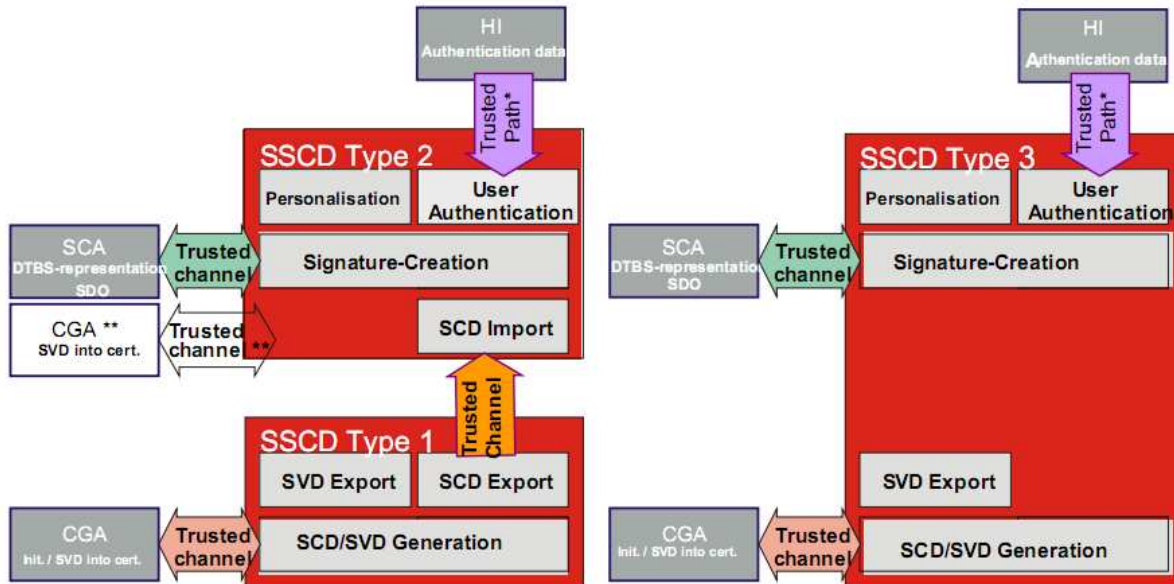 HI
Authentication data
Trusted
Path*
SSCD Type 2
Personalisation
User
Authentication
SCA
DTBS-representation
SDO
Trusted
channel
Signature-Creation
CGA **
SVD into cert.
Trusted
channel **
SCD Import
Trusted
Channel
SSCD Type 1
SVD Export
SCD Export
CGA
Init. / SVD into cert.
Trusted
channel
SCD/SVD Generation
HI
Authentication data
Trusted
Path*
SSCD Type 3
Personalisation
User
Authentication
SCA
DTBS-representation
SDO
Trusted
channel
Signature-Creation
SVD Export
CGA
Init. / SVD into cert.
Trusted
channel
SCD/SVD Generation